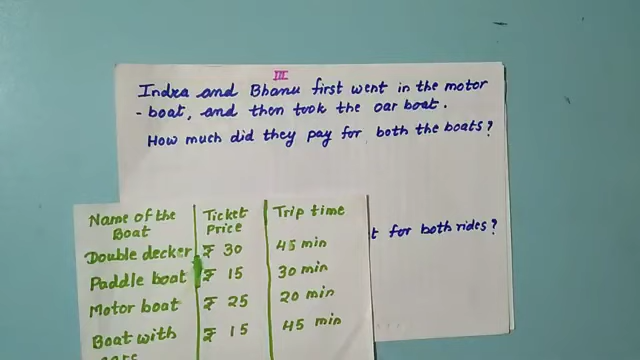 III
Indra and Bhanu first went in the motor
- boat, and then took the oar boat.
How much did they pay for both the boats?
t for both rides?
Name of the Boat | Ticket Price | Trip time
Double decker | ₹ 30 | 45 min
Paddle boat | ₹ 15 | 30 min
Motor boat | ₹ 25 | 20 min
Boat with | ₹ 15 | 45 min